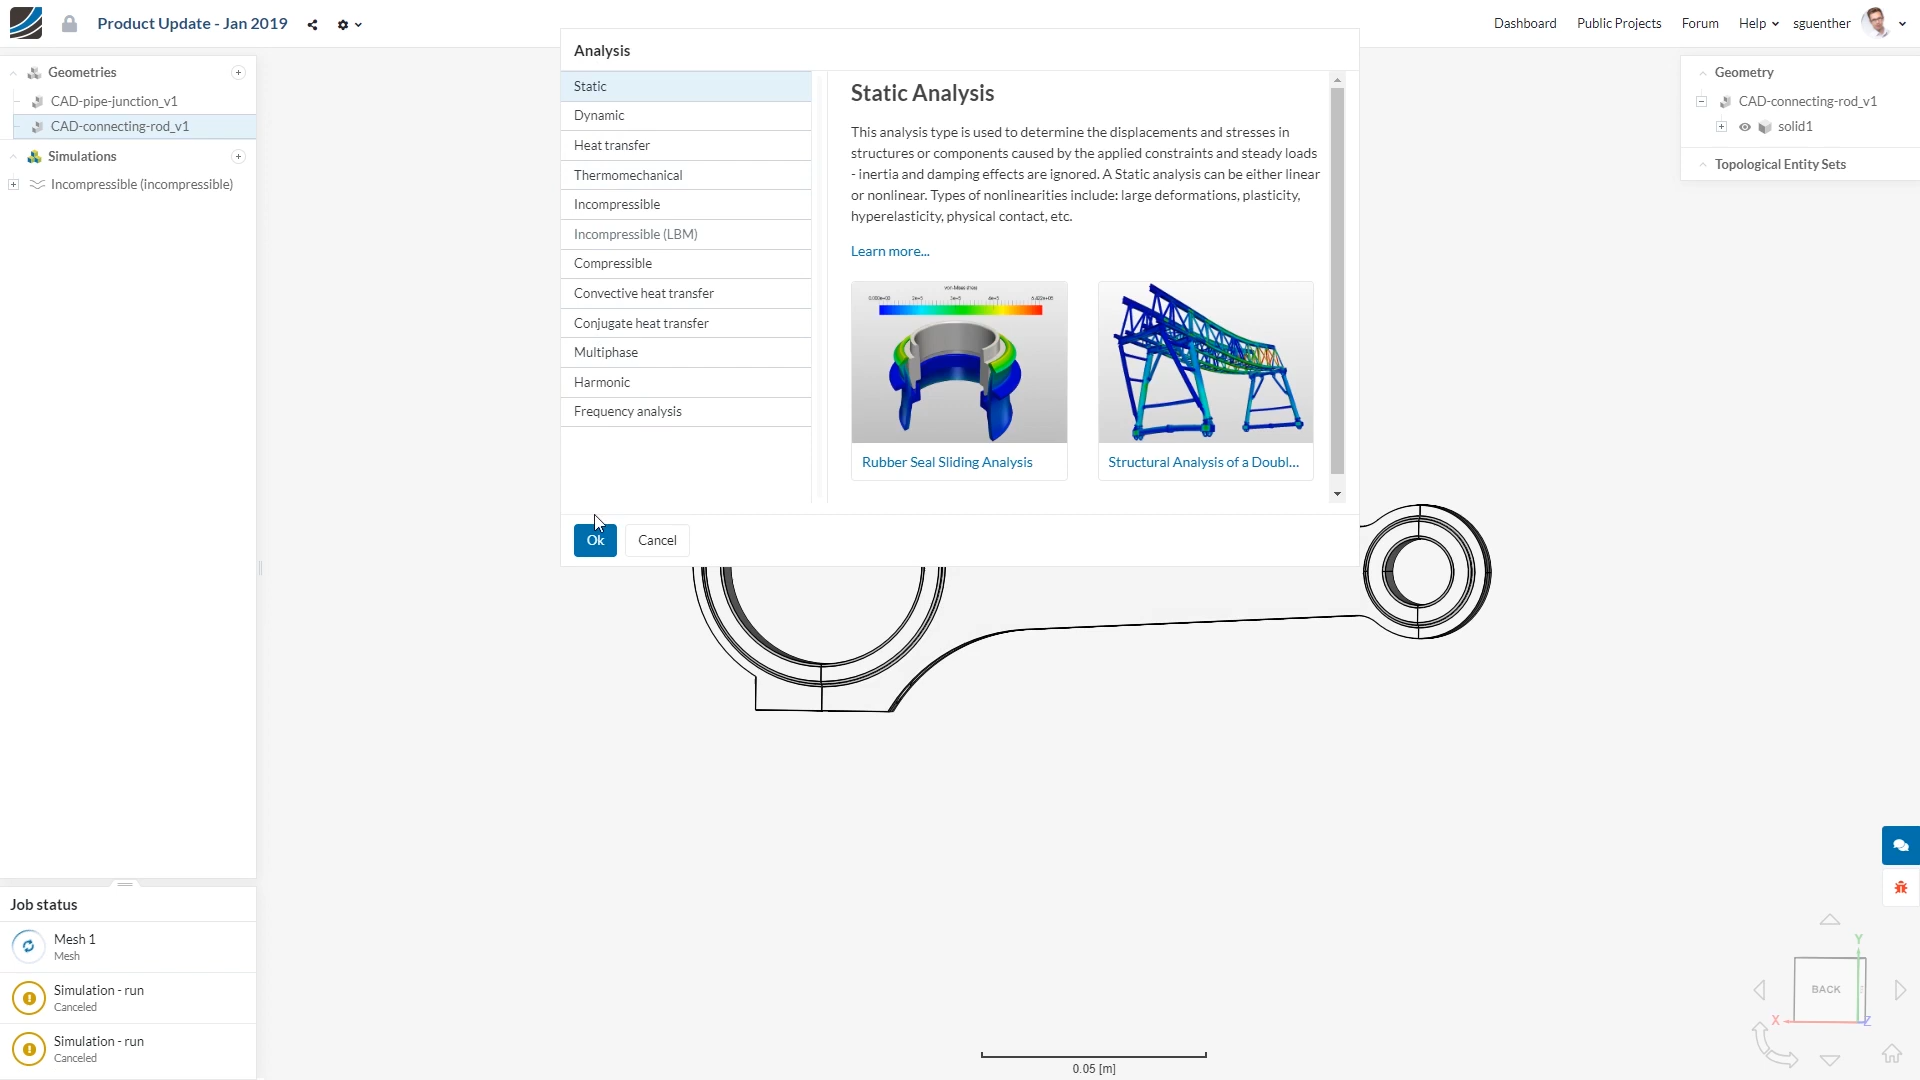 Product Update - Jan 2019
Dashboard
Public Projects
Forum
Help
sguenther
Geometries
CAD-pipe-junction_v1
CAD-connecting-rod_v1
Simulations
Incompressible (incompressible)
Analysis
Static
Dynamic
Heat transfer
Thermomechanical
Incompressible
Incompressible (LBM)
Compressible
Convective heat transfer
Conjugate heat transfer
Multiphase
Harmonic
Frequency analysis
Static Analysis
This analysis type is used to determine the displacements and stresses in
structures or components caused by the applied constraints and steady loads
- inertia and damping effects are ignored. A Static analysis can be either linear
or nonlinear. Types of nonlinearities include: large deformations, plasticity,
hyperelasticity, physical contact, etc.
Learn more...
Rubber Seal Sliding Analysis
Structural Analysis of a Doubl...
Ok
Cancel
Geometry
CAD-connecting-rod_v1
solid1
Topological Entity Sets
Job status
Mesh 1
Mesh
Simulation - run
Canceled
Simulation - run
Canceled
0.05 [m]
Y
BACK
X
Z